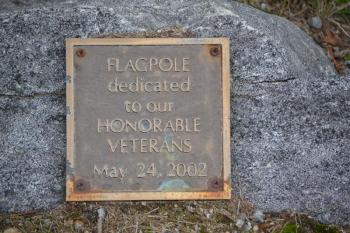 FLAGPOLE
dedicated
to our
HONORABLE
VETERANS
May 24, 2002